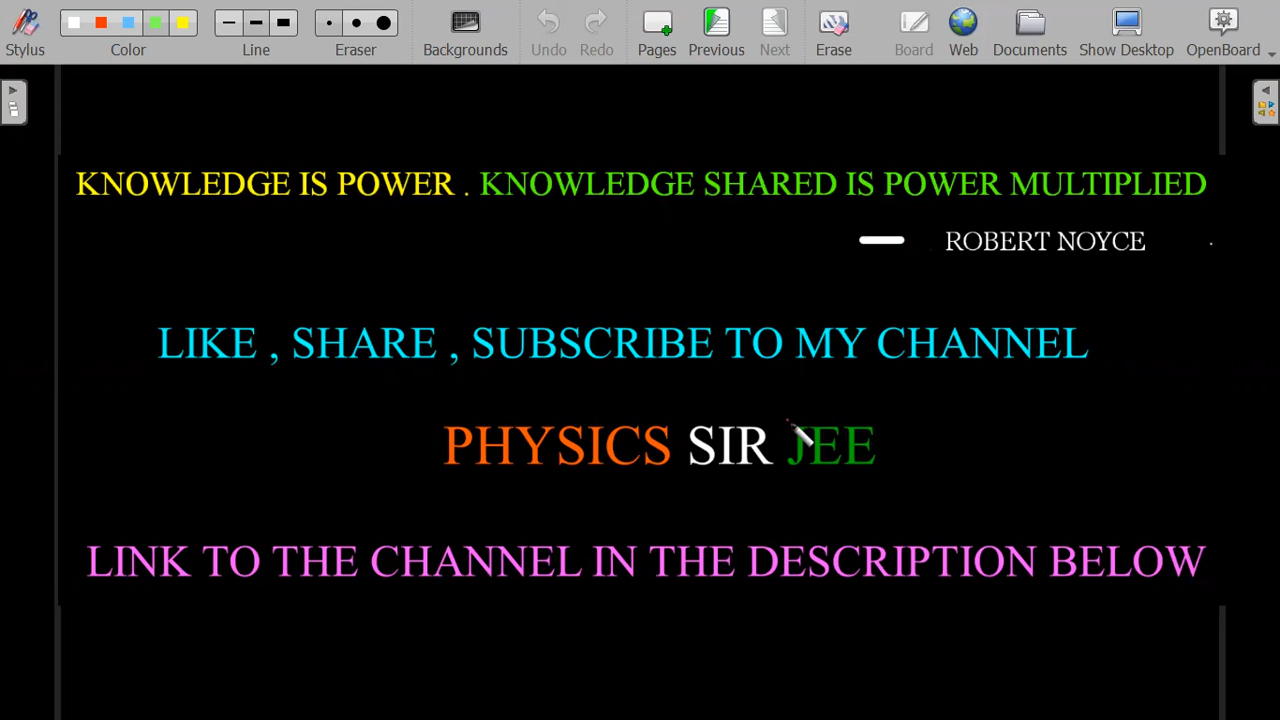 Stylus Color Line Eraser Backgrounds Undo Redo Pages Previous Next Erase Board Web Documents Show Desktop OpenBoard
KNOWLEDGE IS POWER . KNOWLEDGE SHARED IS POWER MULTIPLIED
— ROBERT NOYCE .
LIKE , SHARE , SUBSCRIBE TO MY CHANNEL
PHYSICS SIR JEE
LINK TO THE CHANNEL IN THE DESCRIPTION BELOW